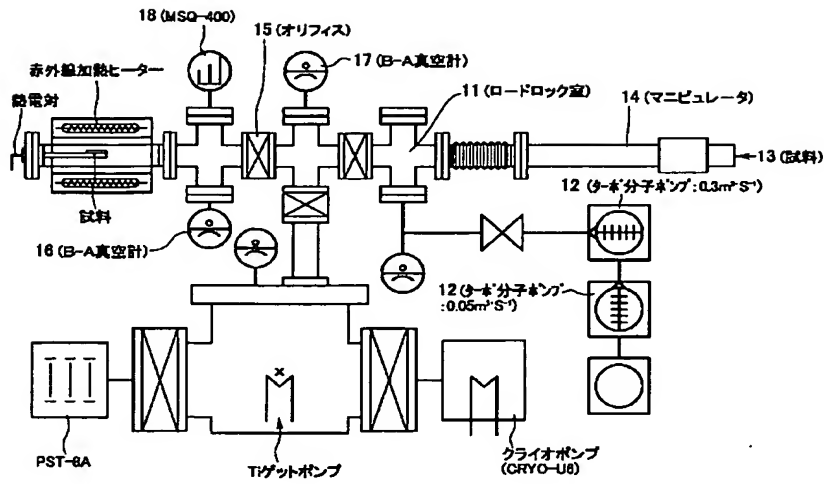 18 (MSQ-400)
15 (オリフィス)
17 (B-A真空計)
赤外線加熱ヒーター
熱電対
11 (ロードロック室)
14 (マニピュレータ)
13 (試料)
試料
16 (B-A真空計)
12 (ターボ分子ポンプ:0.3m³·S⁻¹)
12 (ターボ分子ポンプ
:0.05m³·S⁻¹)
PST-6A
Tiゲットポンプ
クライオポンプ
(CRYO-U6)